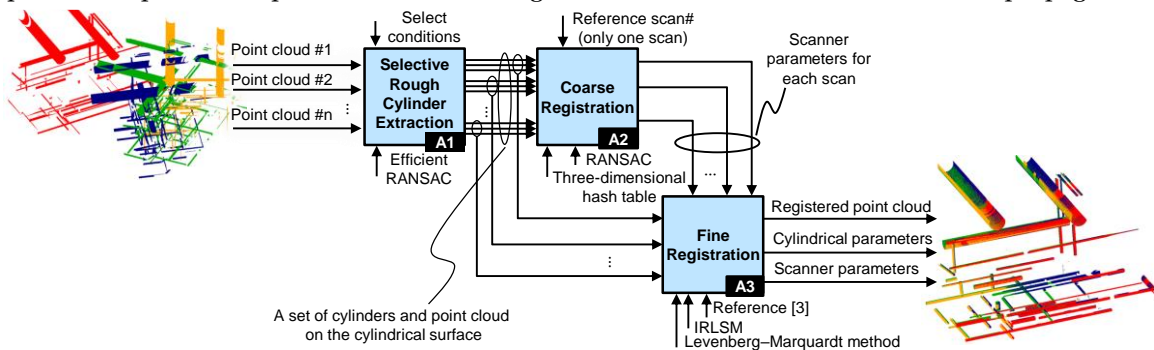 Select
conditions
Reference scan#
(only one scan)
Scanner
parameters for
each scan
Point cloud #1
Point cloud #2
⋮
Point cloud #n
Selective
Rough
Cylinder
Extraction
A1
...
Coarse
Registration
A2
Efficient
RANSAC
RANSAC
Three-dimensional
hash table
...
Fine
Registration
A3
...
Registered point cloud
Cylindrical parameters
Scanner parameters
A set of cylinders and point cloud
on the cylindrical surface
Reference [3]
IRLSM
Levenberg–Marquardt method